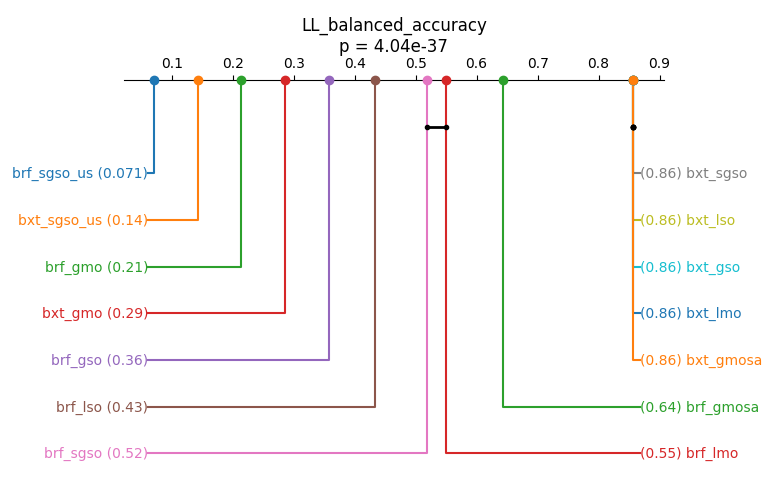 LL_balanced_accuracy
p = 4.04e-37
0.1 0.2 0.3 0.4 0.5 0.6 0.7 0.8 0.9
brf_sgso_us (0.071) (0.86) bxt_sgso
bxt_sgso_us (0.14) (0.86) bxt_lso
brf_gmo (0.21) (0.86) bxt_gso
bxt_gmo (0.29) (0.86) bxt_lmo
brf_gso (0.36) (0.86) bxt_gmosa
brf_lso (0.43) (0.64) brf_gmosa
brf_sgso (0.52) (0.55) brf_lmo